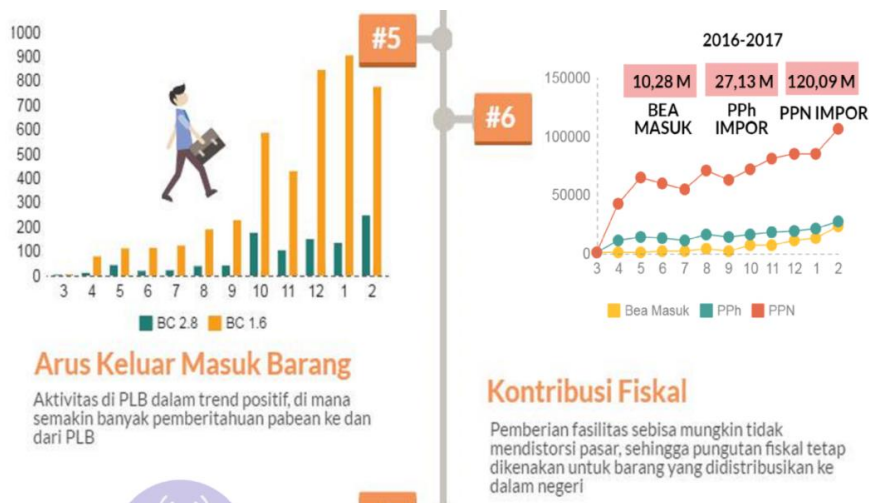 1000
900
800
700
600
500
400
300
200
100
0
3 4 5 6 7 8 9 10 11 12 1 2
BC 2.8 BC 1.6
#5
Arus Keluar Masuk Barang
Aktivitas di PLB dalam trend positif, di mana
semakin banyak pemberitahuan pabean ke dan
dari PLB
#6
2016-2017
10,28 M 27,13 M 120,09 M
BEA MASUK
PPh IMPOR
PPN IMPOR
150000
100000
50000
0
3 4 5 6 7 8 9 10 11 12 1 2
Bea Masuk PPh PPN
Kontribusi Fiskal
Pemberian fasilitas sebisa mungkin tidak
mendistorsi pasar, sehingga pungutan fiskal tetap
dikenakan untuk barang yang didistribusikan ke
dalam negeri